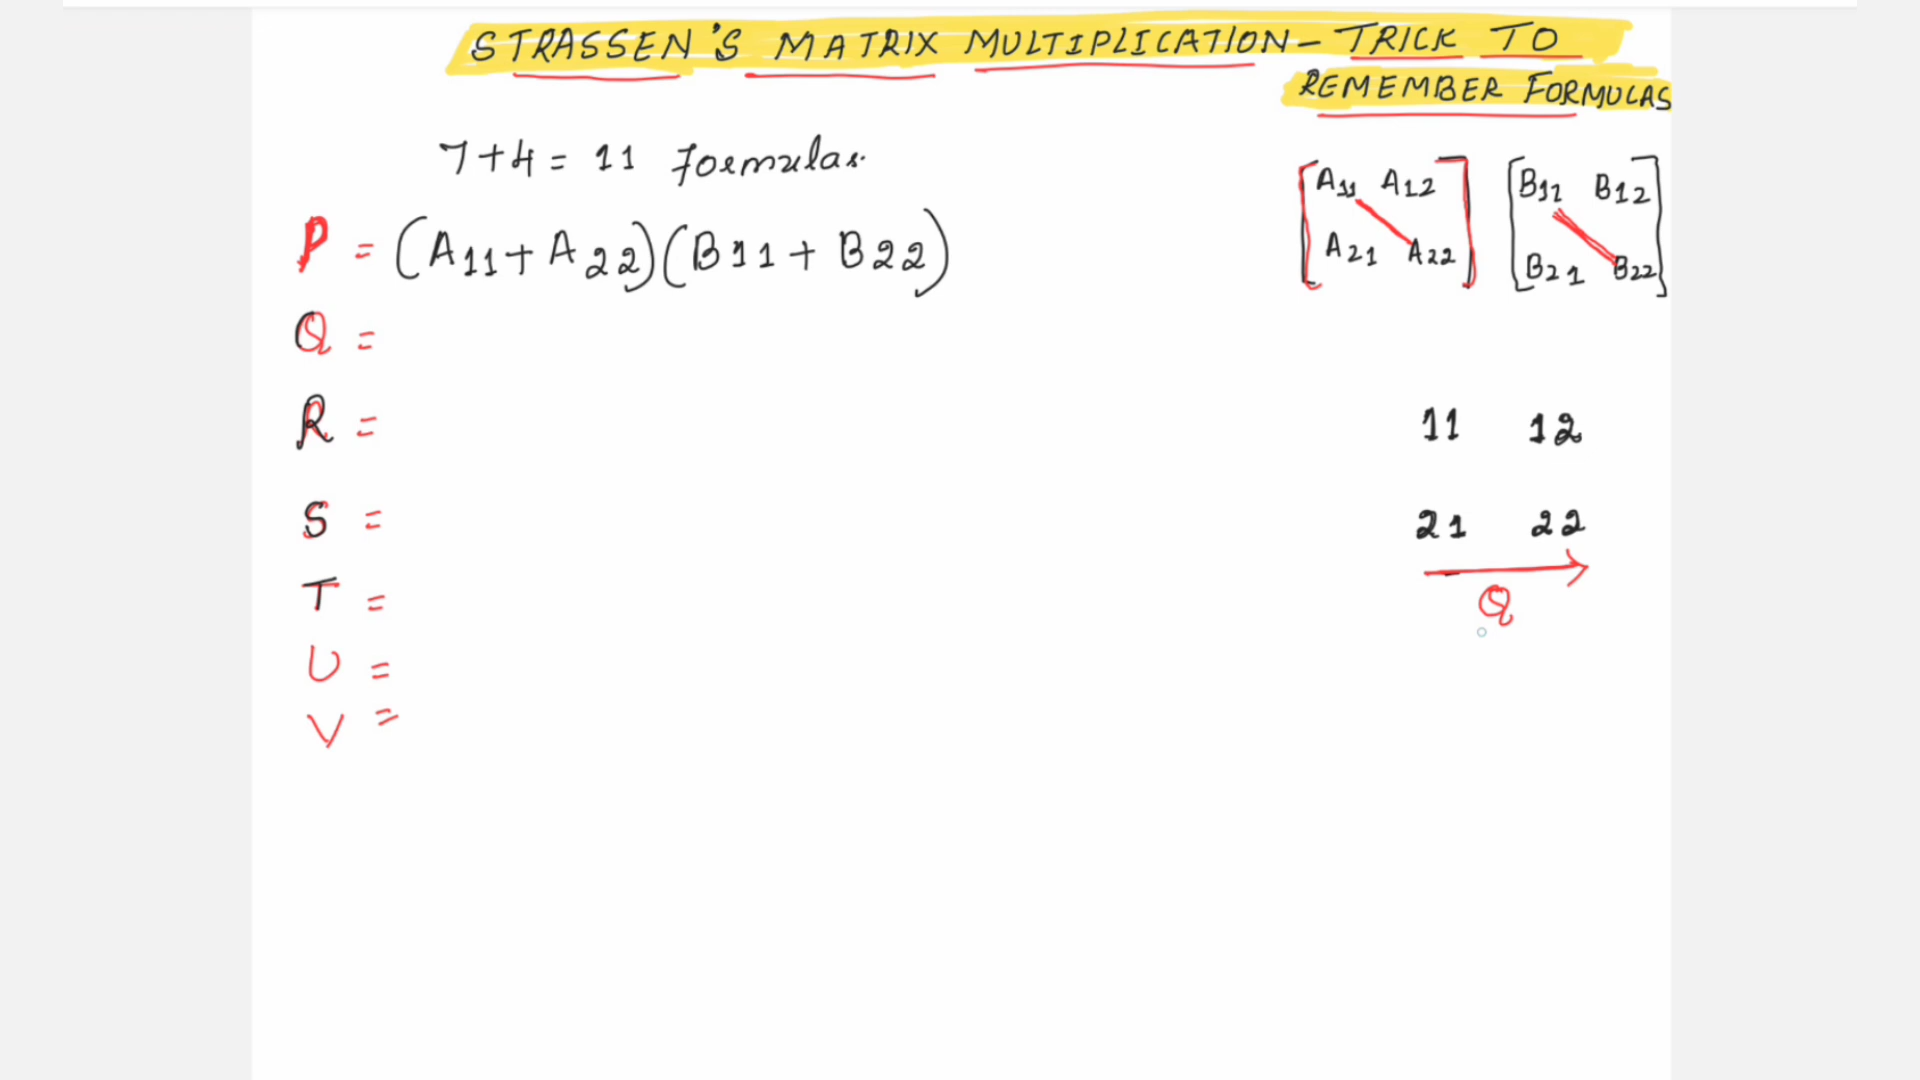 STRASSEN'S MATRIX MULTIPLICATION - TRICK TO
REMEMBER FORMULAS
7+4 = 11 Formulas.
A11 A12
A21 A22
B11 B12
B21 B22
P = (A11+A22)(B11+B22)
Q =
R =
S =
T =
U =
V =
11 12
21 22
Q